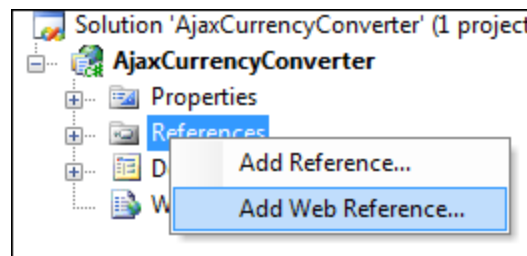 Solution 'AjaxCurrencyConverter' (1 project
AjaxCurrencyConverter
Properties
References
Add Reference...
Add Web Reference...